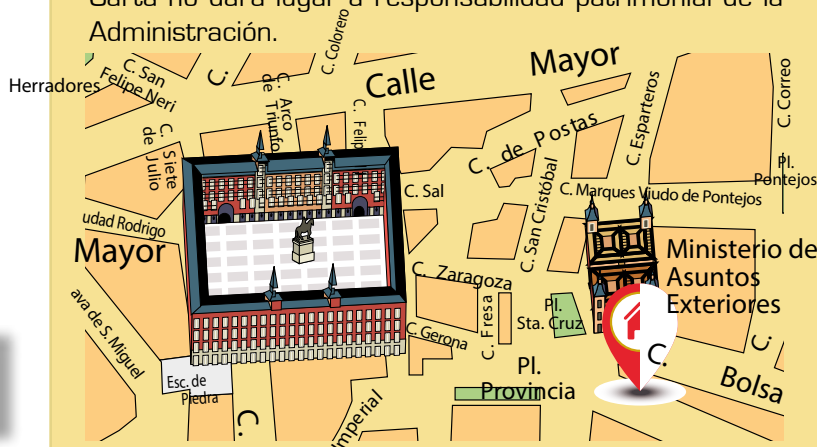 Carta no dará lugar a responsabilidad patrimonial de la
Administración.
C. Colorero
Herradores
C. San
Felipe Neri
C.
C. Arco
de Triunfo
Calle
Mayor
C. Felip
C. Siete
de Julio
C. de Postas
C. Esparteros
C. Correo
Pl.
Pontejos
C. Sal
C. San Cristóbal
C. Marques Viudo de Pontejos
udad Rodrigo
Mayor
Ministerio de
Asuntos
Exteriores
C. Zaragoza
ava de S. Miguel
C. Fresa
Pl.
Sta. Cruz
C. Gerona
C.
C.
Bolsa
Pl.
Provincia
Esc. de
Piedra
C.
Imperial